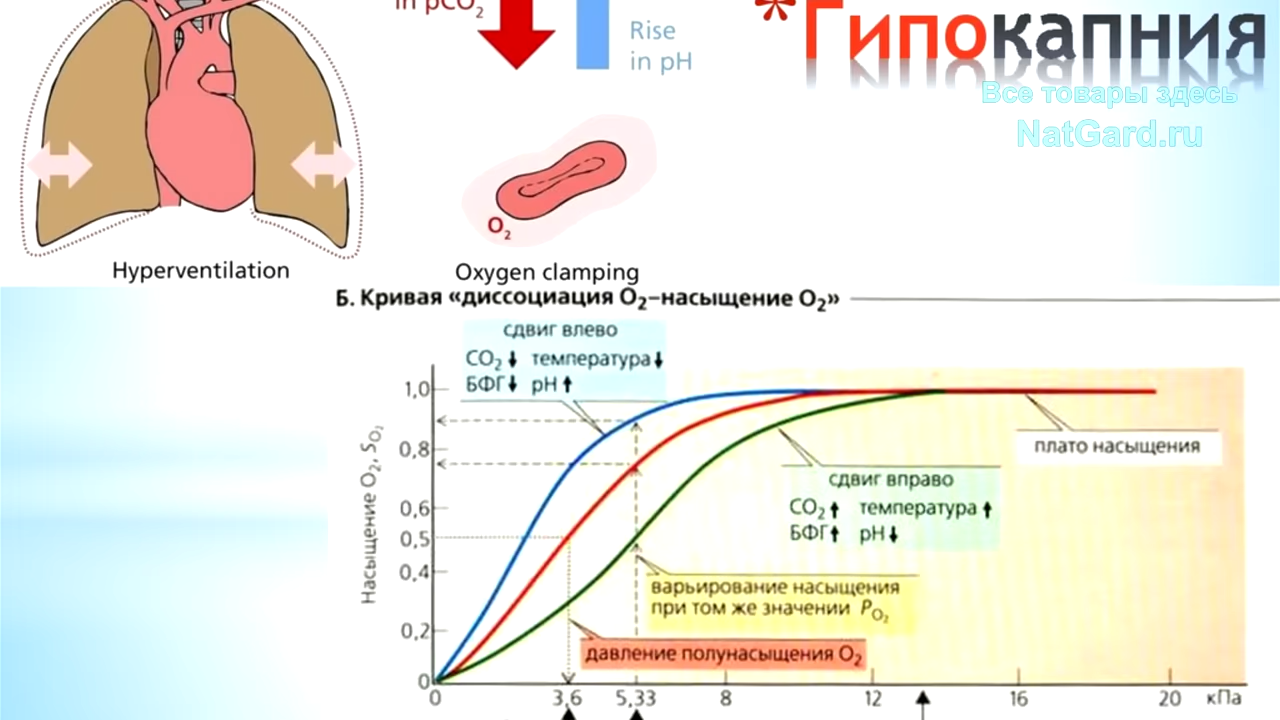 in pCO₂
Rise
in pH
*Гипокапния
Все товары здесь
NatGard.ru
O₂
Hyperventilation
Oxygen clamping
Б. Кривая «диссоциация O₂–насыщение O₂»
сдвиг влево
CO₂↓ температура↓
БФГ↓ pH↑
Насыщение O₂, SO₂
1,0
0,8
0,6
0,5
0,4
0,2
0
плато насыщения
сдвиг вправо
CO₂↑ температура↑
БФГ↑ pH↓
варьирование насыщения
при том же значении PO₂
давление полунасыщения O₂
0 3,6 5,33 8 12 16 20 кПа